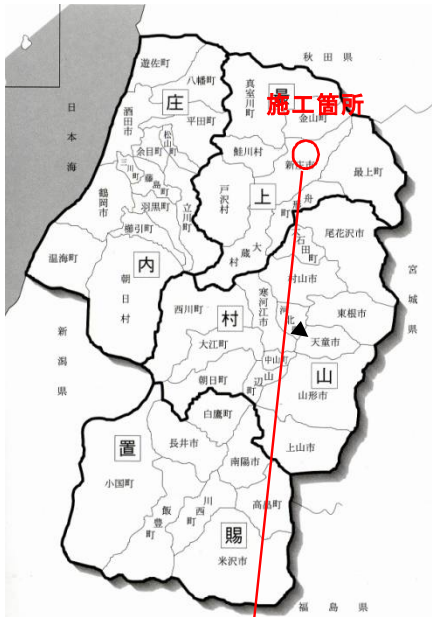 秋田県
日本海
宮城県
新潟県
福島県
施工箇所
庄
内
最
上
村
山
置
賜
遊佐町
八幡町
酒田市
平田町
松山町
余目町
三川町
藤島町
鶴岡市
羽黒町
立川町
櫛引町
温海町
朝日村
真室川町
金山町
鮭川村
新庄市
最上町
戸沢村
舟形町
大蔵村
尾花沢市
大石田町
村山市
西川町
寒河江市
河北町
東根市
大江町
天童市
中山町
朝日町
山辺町
山形市
白鷹町
上山市
長井市
南陽市
小国町
飯豊町
川西町
高畠町
米沢市